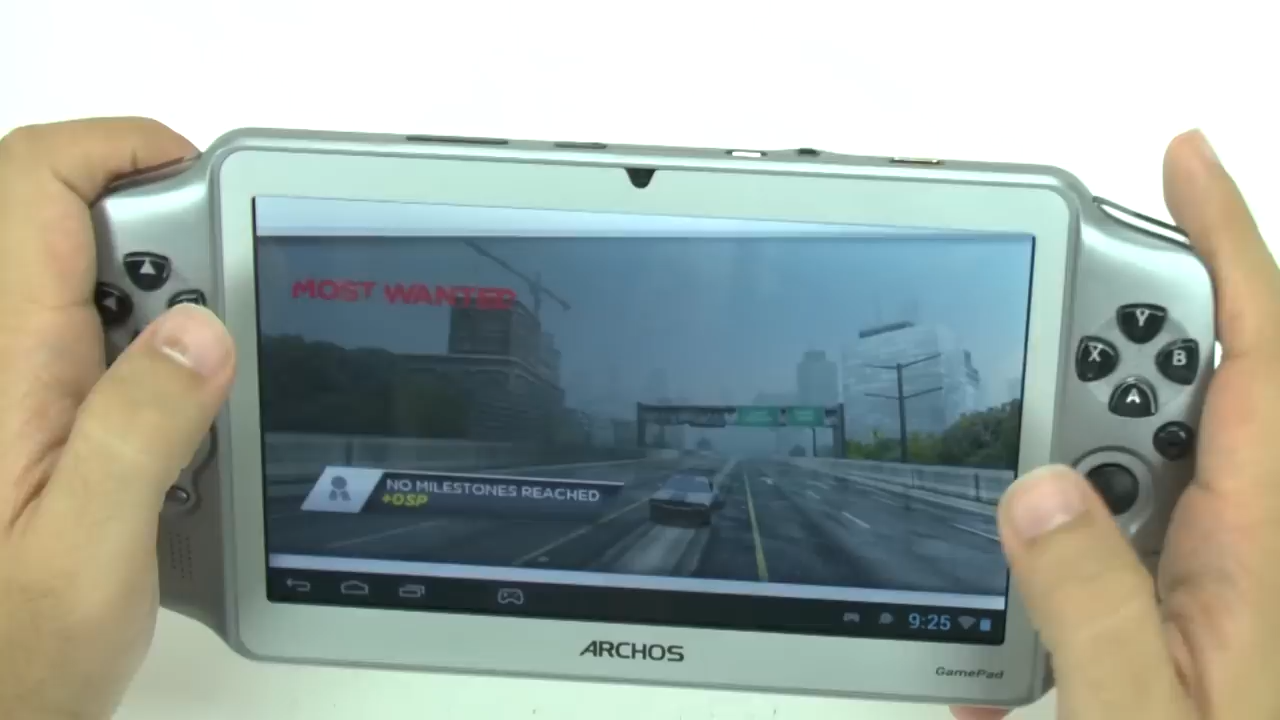 MOST WANTED
Y
X
B
A
NO MILESTONES REACHED
+0SP
9:25
ARCHOS
GamePad